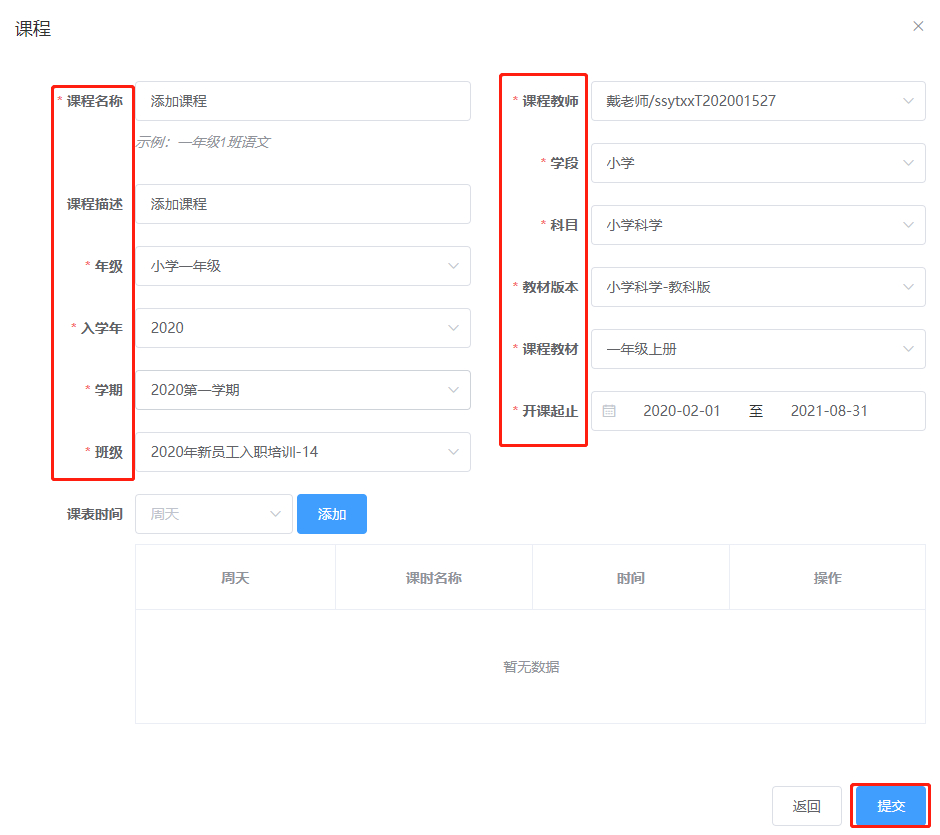 课程
* 课程名称 添加课程
示例：一年级1班语文
课程描述 添加课程
* 年级 小学一年级
* 入学年 2020
* 学期 2020第一学期
* 班级 2020年新员工入职培训-14
* 课程教师 戴老师/ssytxxT202001527
* 学段 小学
* 科目 小学科学
* 教材版本 小学科学-教科版
* 课程教材 一年级上册
* 开课起止 2020-02-01 至 2021-08-31
课表时间 周天 添加
周天 课时名称 时间 操作
暂无数据
返回 提交